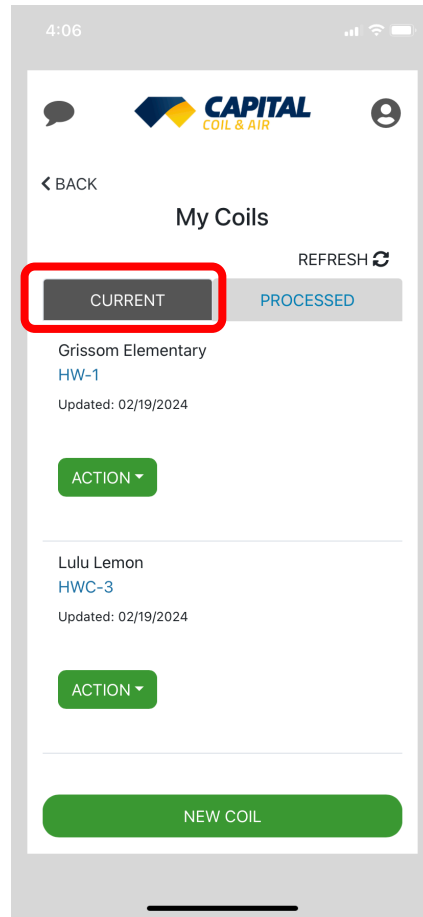 4:06
CAPITAL
COIL & AIR
BACK
My Coils
REFRESH
CURRENT PROCESSED
Grissom Elementary
HW-1
Updated: 02/19/2024
ACTION
Lulu Lemon
HWC-3
Updated: 02/19/2024
ACTION
NEW COIL